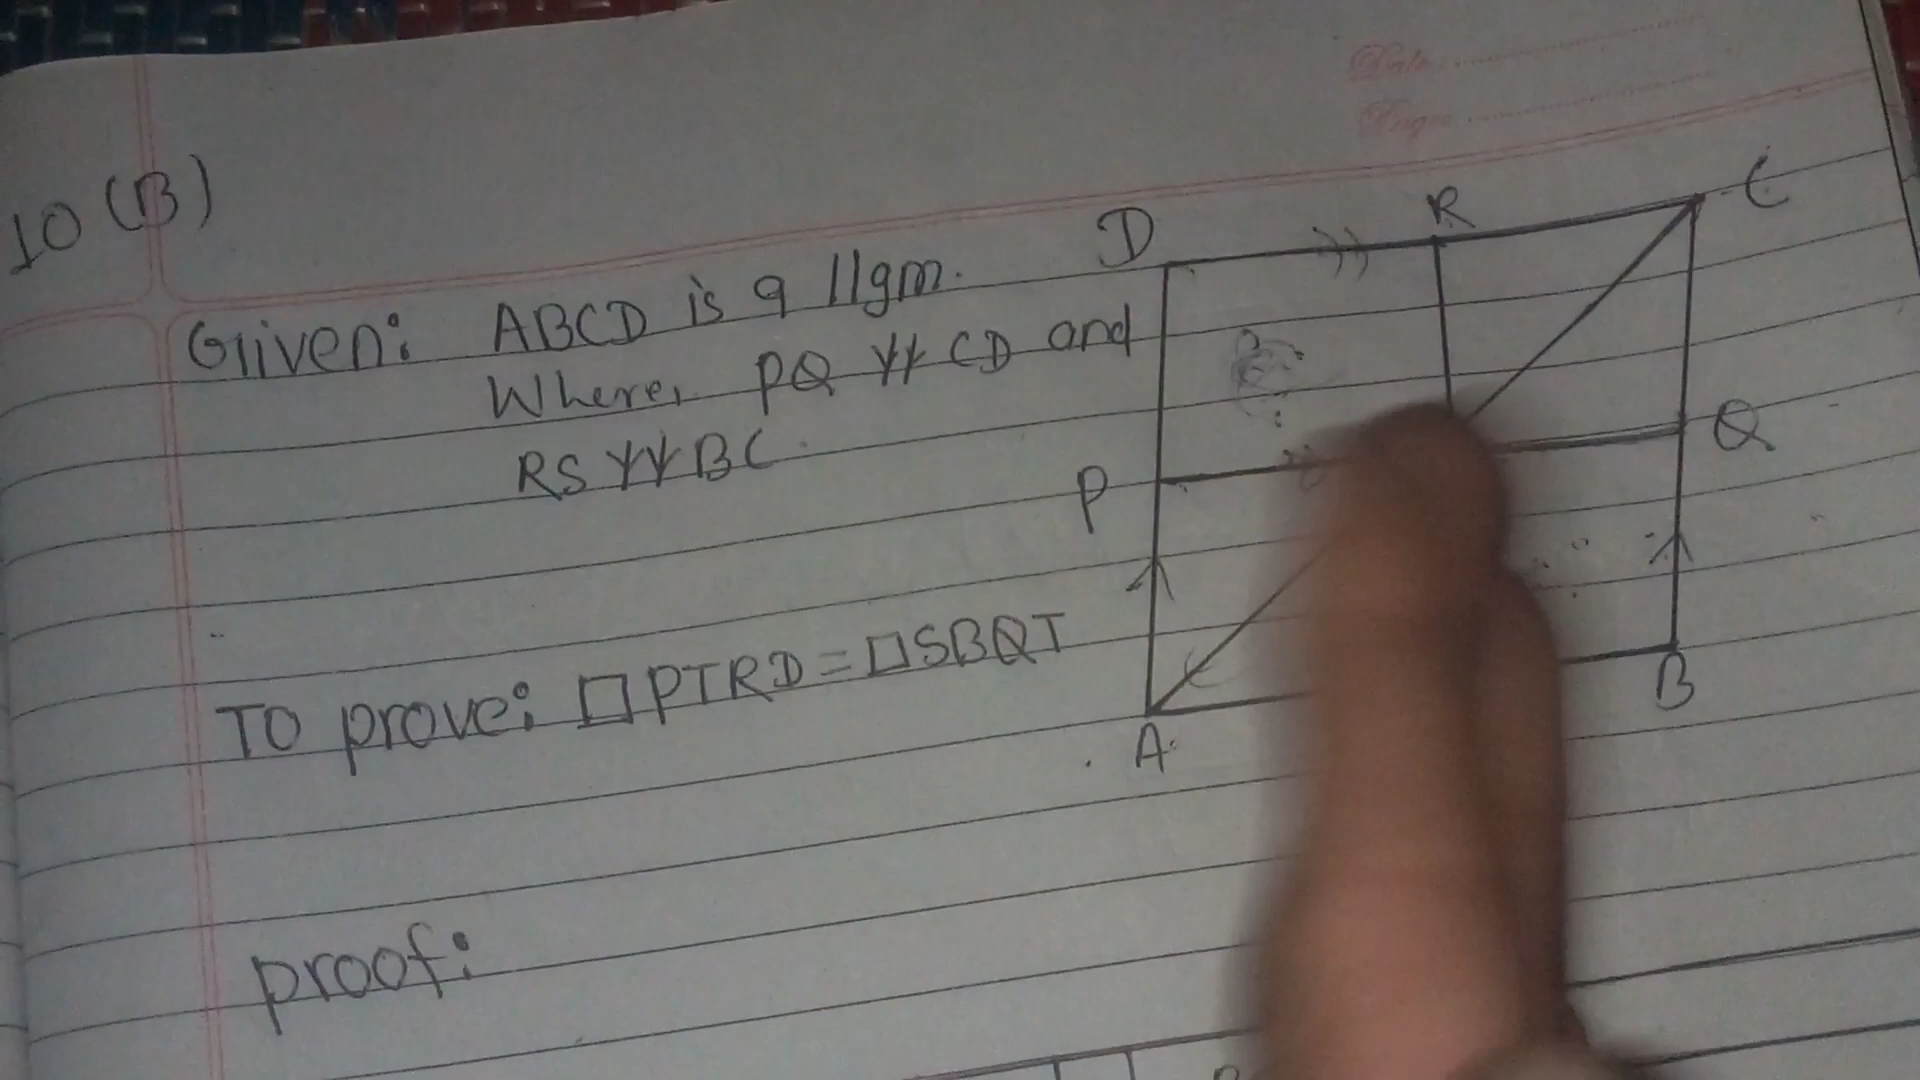 10 (B)
Given: ABCD is a llgm.
Where, PQ \\ CD and
RS \\ BC.
To prove: □PTRD = □SBQT
proof:
D
R
C
P
Q
A
B